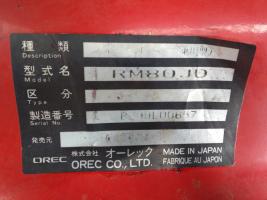 種類
Description
型式名 RM80.JD
Model
区分
Type
製造番号
Serial No.
発売元
OREC 株式会社 オーレック MADE IN JAPAN
OREC CO., LTD. FABRIQUE AU JAPON